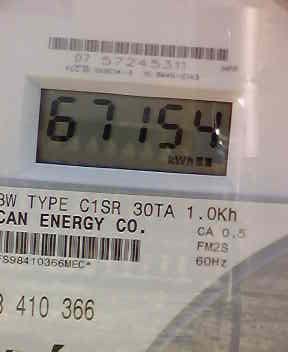 07 57245311
67154
kWh
BW TYPE C1SR 30TA 1.0Kh
CAN ENERGY CO.
CA 0.5
FM2S
FS98410366MEC*
60Hz
410 366